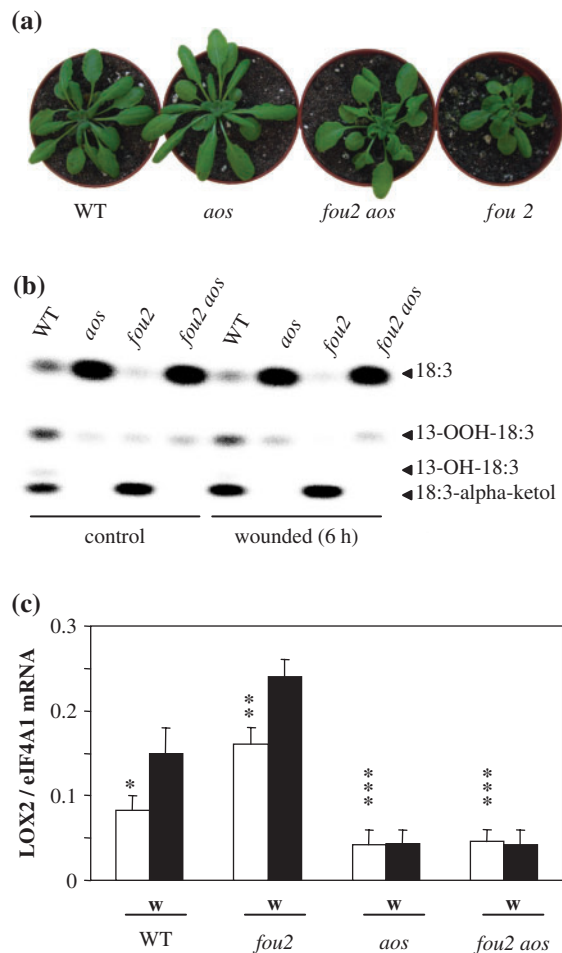 (a)
WT aos fou2 aos fou 2
(b)
WT aos fou2 fou2 aos WT aos fou2 fou2 aos
18:3
13-OOH-18:3
13-OH-18:3
18:3-alpha-ketol
control wounded (6 h)
(c)
LOX2 / eIF4A1 mRNA
0.3
0.2
0.1
0
*
**
***
***
w w w w
WT fou2 aos fou2 aos